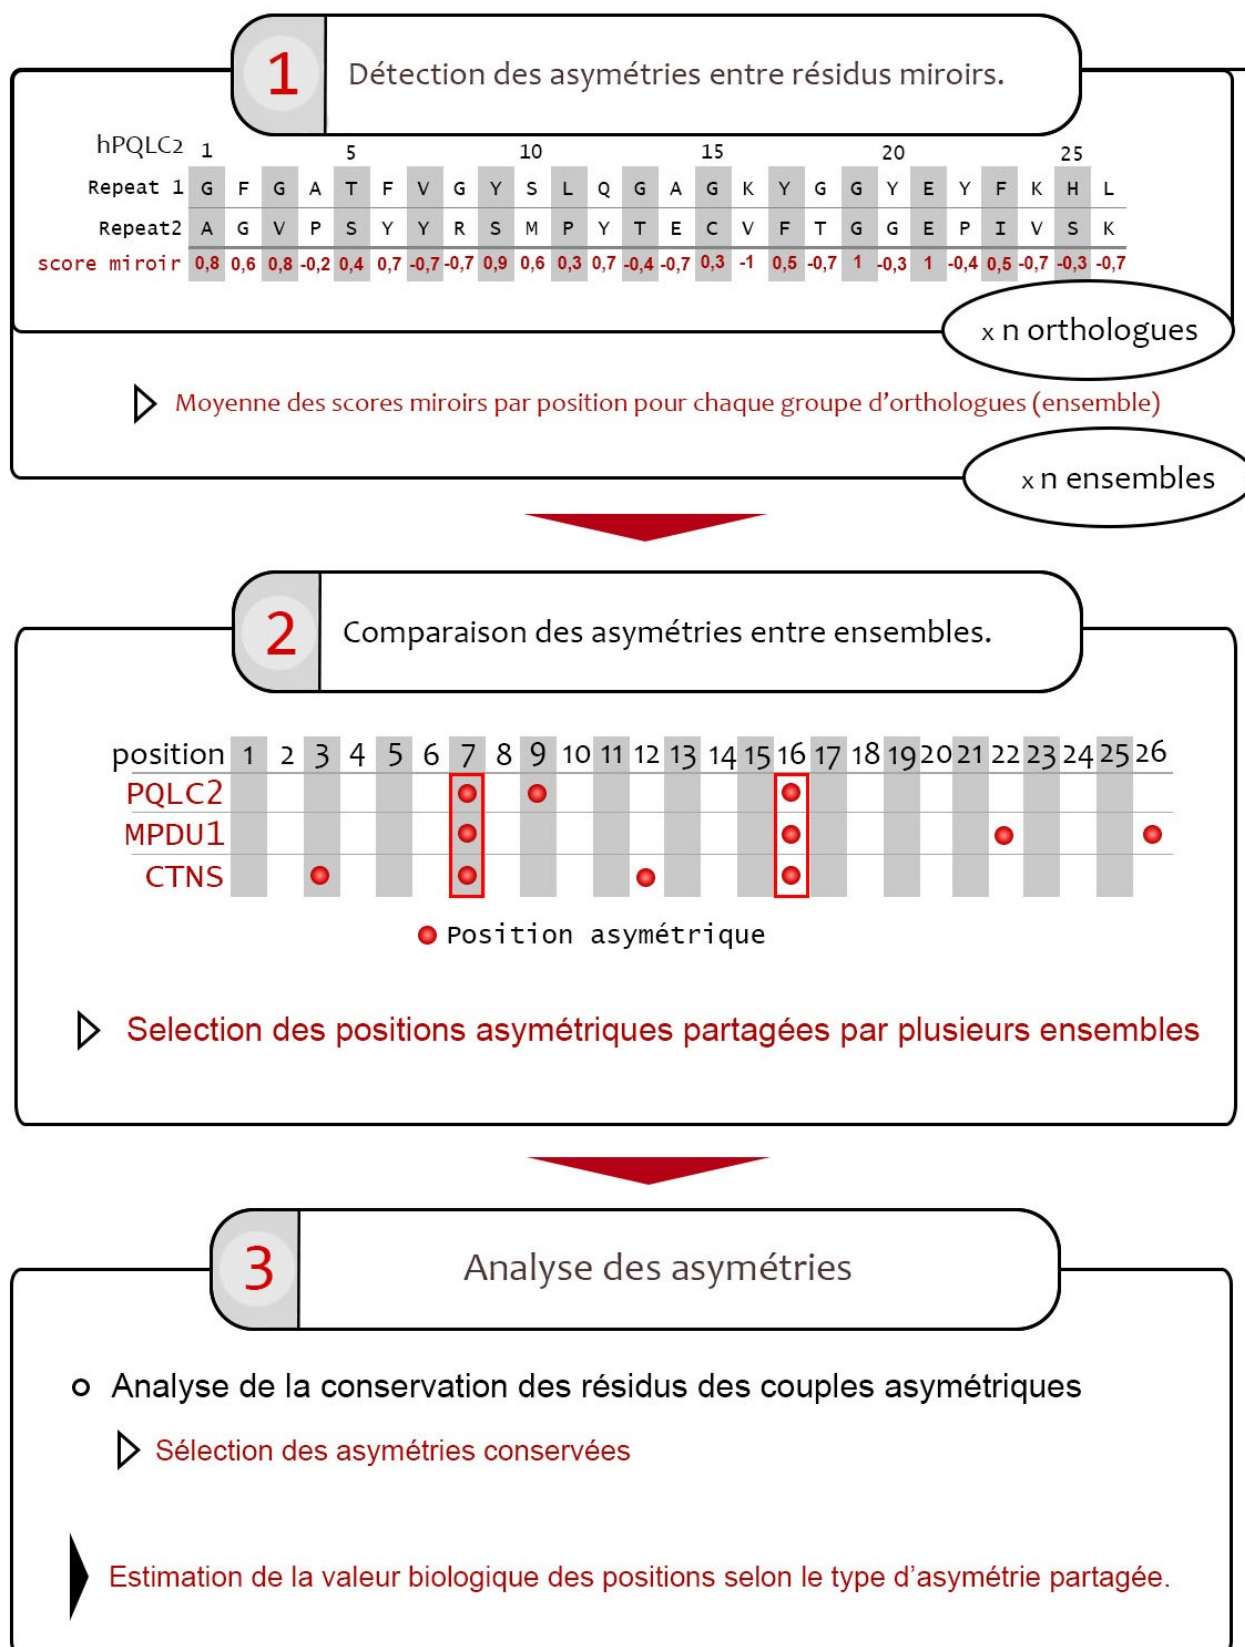 1 Détection des asymétries entre résidus miroirs.
hPQLC2 1 5 10 15 20 25
Repeat 1 G F G A T F V G Y S L Q G A G K Y G G Y E Y F K H L
Repeat2 A G V P S Y Y R S M P Y T E C V F T G G E P I V S K
score miroir 0,8 0,6 0,8 -0,2 0,4 0,7 -0,7 -0,7 0,9 0,6 0,3 0,7 -0,4 -0,7 0,3 -1 0,5 -0,7 1 -0,3 1 -0,4 0,5 -0,7 -0,3 -0,7
x n orthologues
Moyenne des scores miroirs par position pour chaque groupe d'orthologues (ensemble)
x n ensembles
2 Comparaison des asymétries entre ensembles.
position 1 2 3 4 5 6 7 8 9 10 11 12 13 14 15 16 17 18 19 20 21 22 23 24 25 26
PQLC2
MPDU1
CTNS
Position asymétrique
Selection des positions asymétriques partagées par plusieurs ensembles
3 Analyse des asymétries
Analyse de la conservation des résidus des couples asymétriques
Sélection des asymétries conservées
Estimation de la valeur biologique des positions selon le type d'asymétrie partagée.